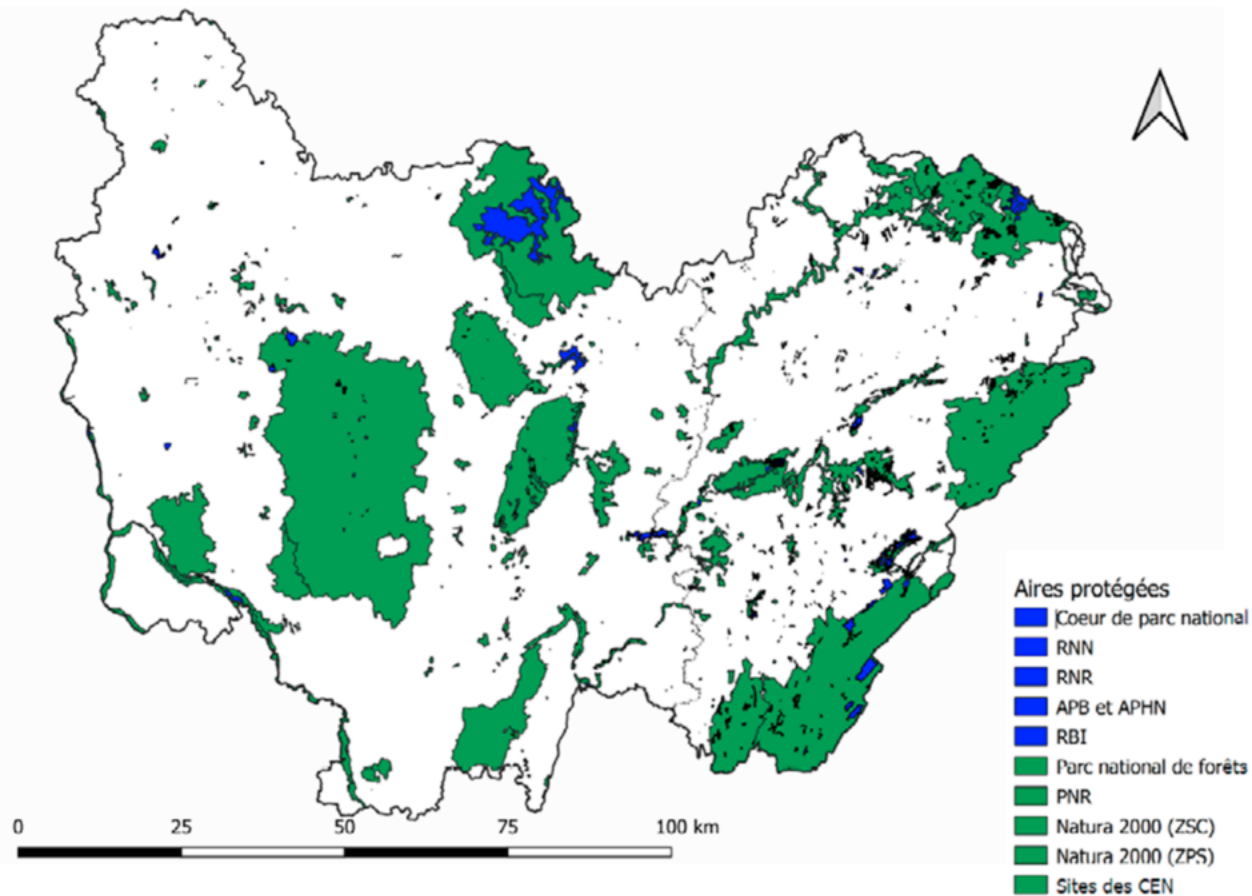 Aires protégées
Coeur de parc national
RNN
RNR
APB et APHN
RBI
Parc national de forêts
PNR
Natura 2000 (ZSC)
Natura 2000 (ZPS)
Sites des CEN
0 25 50 75 100 km